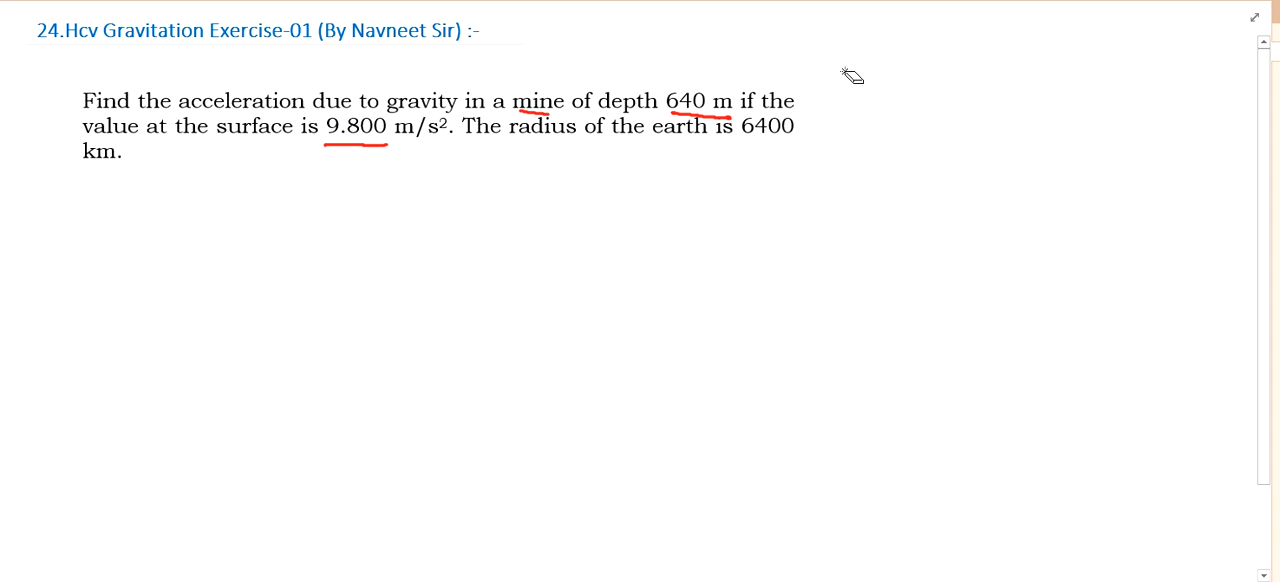 24.Hcv Gravitation Exercise-01 (By Navneet Sir) :-
Find the acceleration due to gravity in a mine of depth 640 m if the
value at the surface is 9.800 m/s². The radius of the earth is 6400
km.